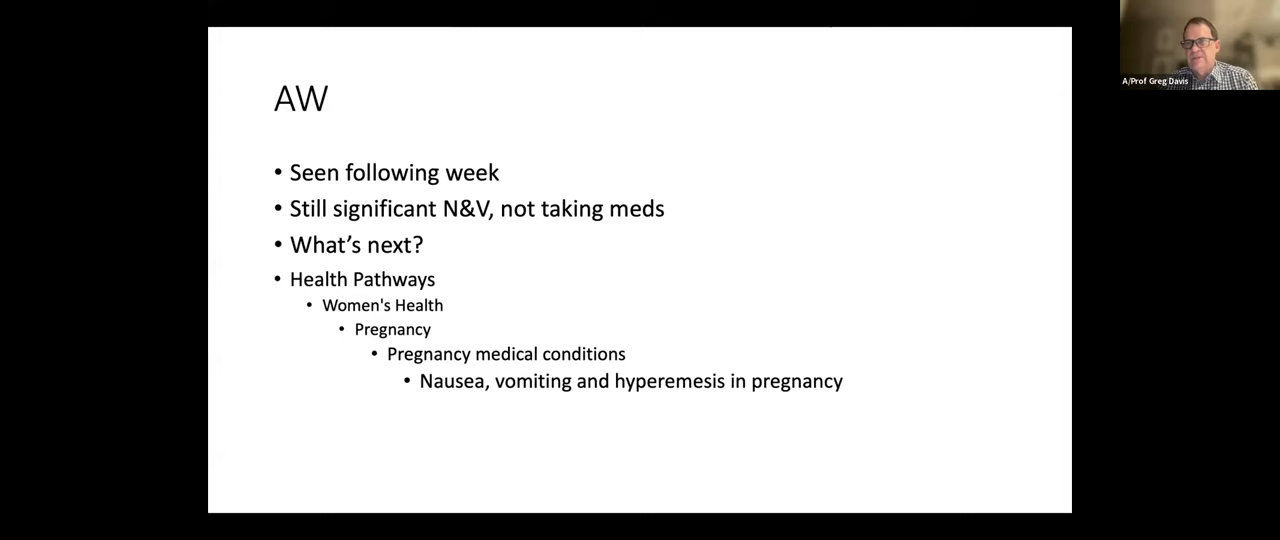 AW
• Seen following week
• Still significant N&V, not taking meds
• What's next?
• Health Pathways
• Women's Health
• Pregnancy
• Pregnancy medical conditions
• Nausea, vomiting and hyperemesis in pregnancy
A/Prof Greg Davis